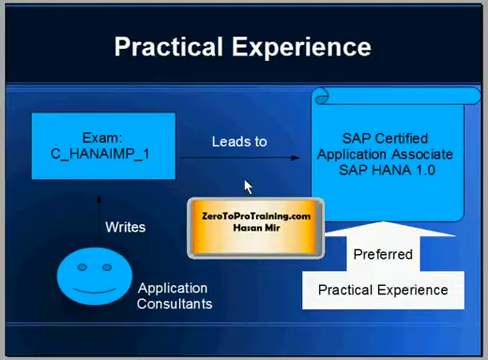 Practical Experience
Exam:
C_HANAIMP_1
Leads to
SAP Certified
Application Associate
SAP HANA 1.0
ZeroToProTraining.com
Hasan Mir
Writes
Application
Consultants
Preferred
Practical Experience